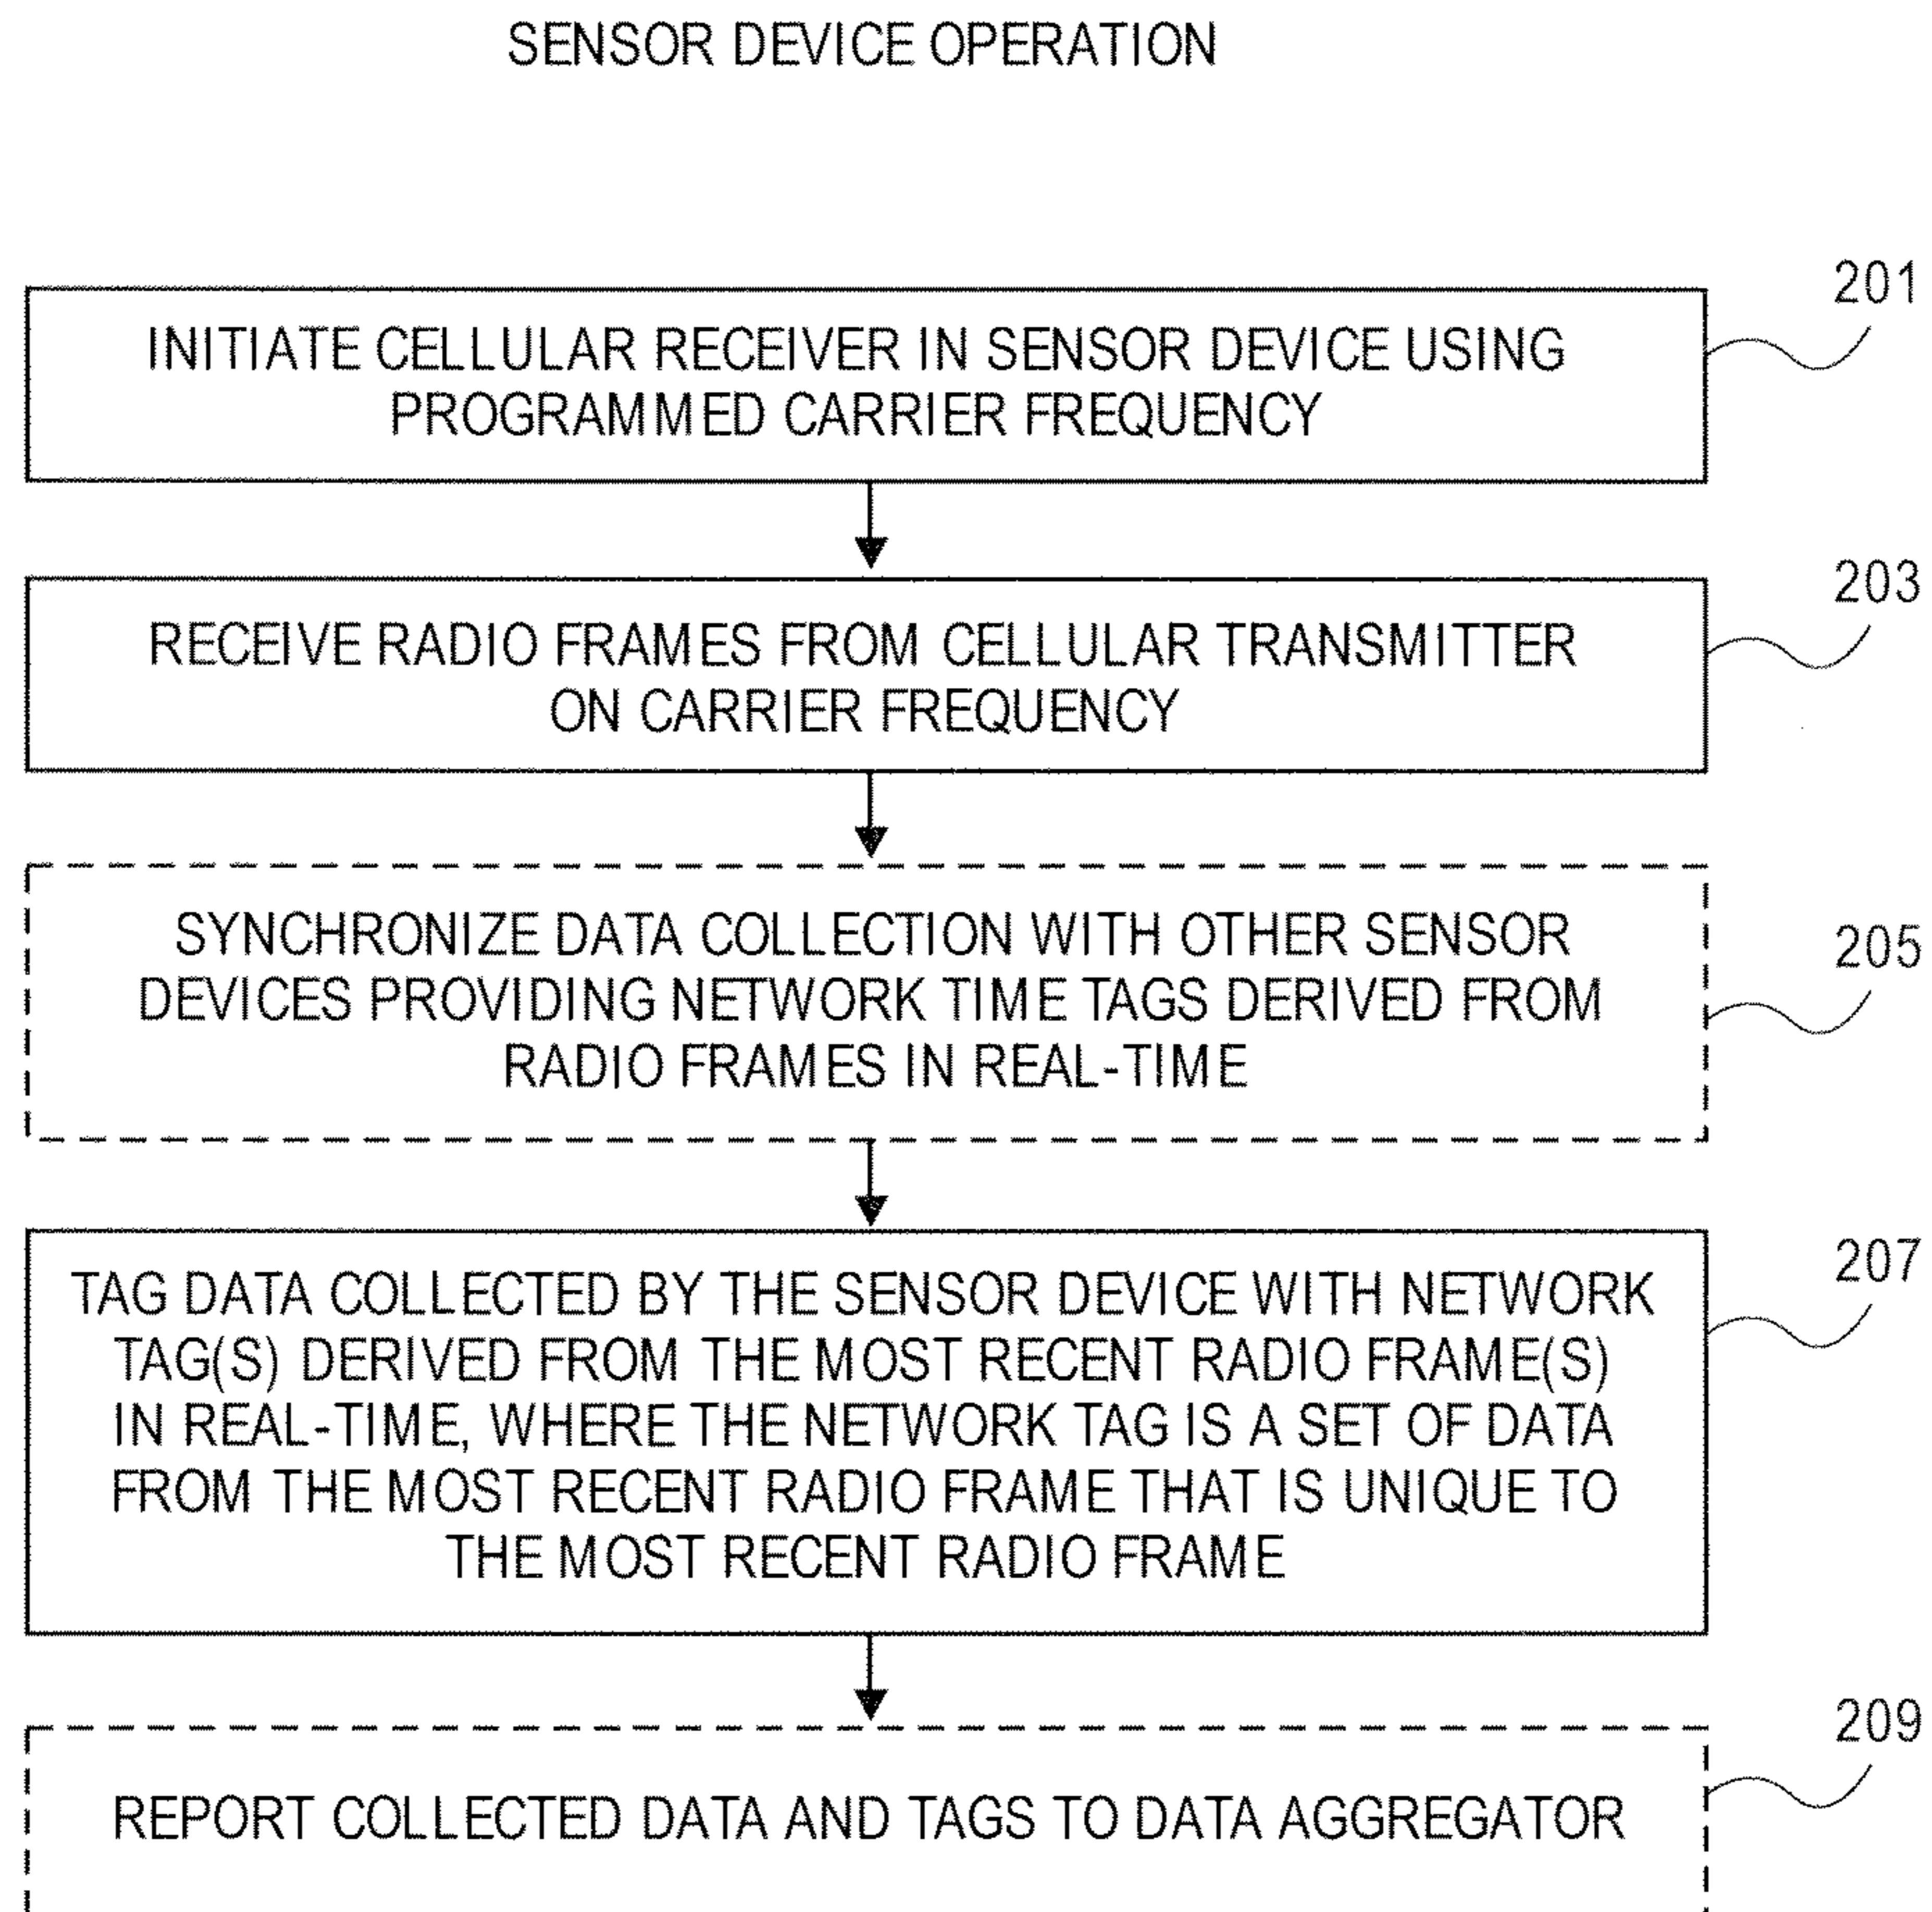 SENSOR DEVICE OPERATION
201
INITIATE CELLULAR RECEIVER IN SENSOR DEVICE USING
PROGRAMMED CARRIER FREQUENCY
203
RECEIVE RADIO FRAMES FROM CELLULAR TRANSMITTER
ON CARRIER FREQUENCY
205
SYNCHRONIZE DATA COLLECTION WITH OTHER SENSOR
DEVICES PROVIDING NETWORK TIME TAGS DERIVED FROM
RADIO FRAMES IN REAL-TIME
207
TAG DATA COLLECTED BY THE SENSOR DEVICE WITH NETWORK
TAG(S) DERIVED FROM THE MOST RECENT RADIO FRAME(S)
IN REAL-TIME, WHERE THE NETWORK TAG IS A SET OF DATA
FROM THE MOST RECENT RADIO FRAME THAT IS UNIQUE TO
THE MOST RECENT RADIO FRAME
209
REPORT COLLECTED DATA AND TAGS TO DATA AGGREGATOR